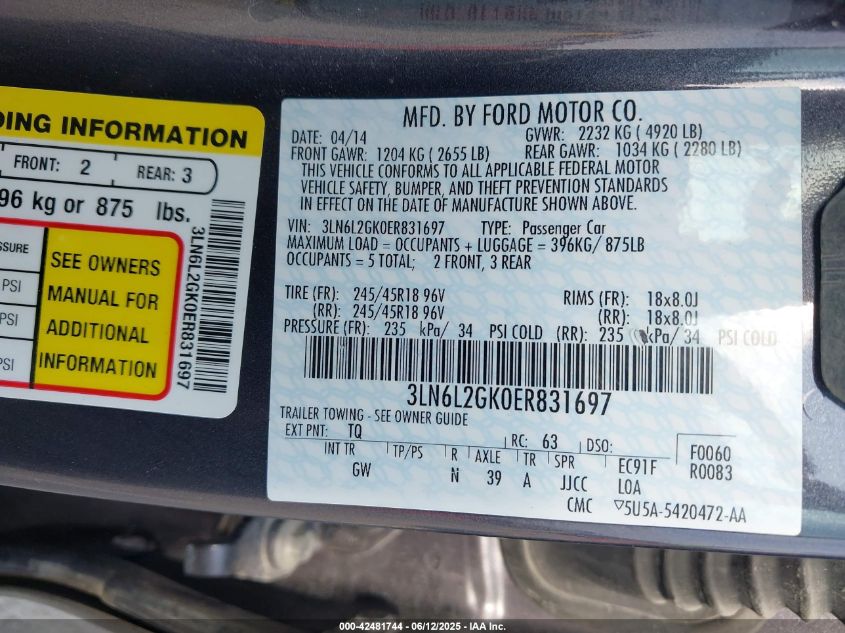 DING INFORMATION
FRONT: 2 REAR: 3
96 kg or 875 lbs.
SSURE
PSI
PSI
PSI
SEE OWNERS
MANUAL FOR
ADDITIONAL
INFORMATION
3LN6L2GK0ER831697
MFD. BY FORD MOTOR CO.
DATE: 04/14 GVWR: 2232 KG ( 4920 LB)
FRONT GAWR: 1204 KG ( 2655 LB) REAR GAWR: 1034 KG ( 2280 LB)
THIS VEHICLE CONFORMS TO ALL APPLICABLE FEDERAL MOTOR
VEHICLE SAFETY, BUMPER, AND THEFT PREVENTION STANDARDS
IN EFFECT ON THE DATE OF MANUFACTURE SHOWN ABOVE.
VIN: 3LN6L2GK0ER831697 TYPE: Passenger Car
MAXIMUM LOAD = OCCUPANTS + LUGGAGE = 396KG/ 875LB
OCCUPANTS = 5 TOTAL; 2 FRONT, 3 REAR
TIRE (FR): 245/45R18 96V RIMS (FR): 18x8.0J
(RR): 245/45R18 96V (RR): 18x8.0J
PRESSURE (FR): 235 kPa/ 34 PSI COLD (RR): 235 kPa/ 34 PSI COLD
3LN6L2GK0ER831697
TRAILER TOWING - SEE OWNER GUIDE
EXT PNT: TQ RC: 63 DSO: F0060
INT TR TP/PS R AXLE TR SPR EC91F R0083
GW N 39 A JJCC LOA
CMC ▽5U5A-5420472-AA
000-42481744 - 06/12/2025 - IAA Inc.